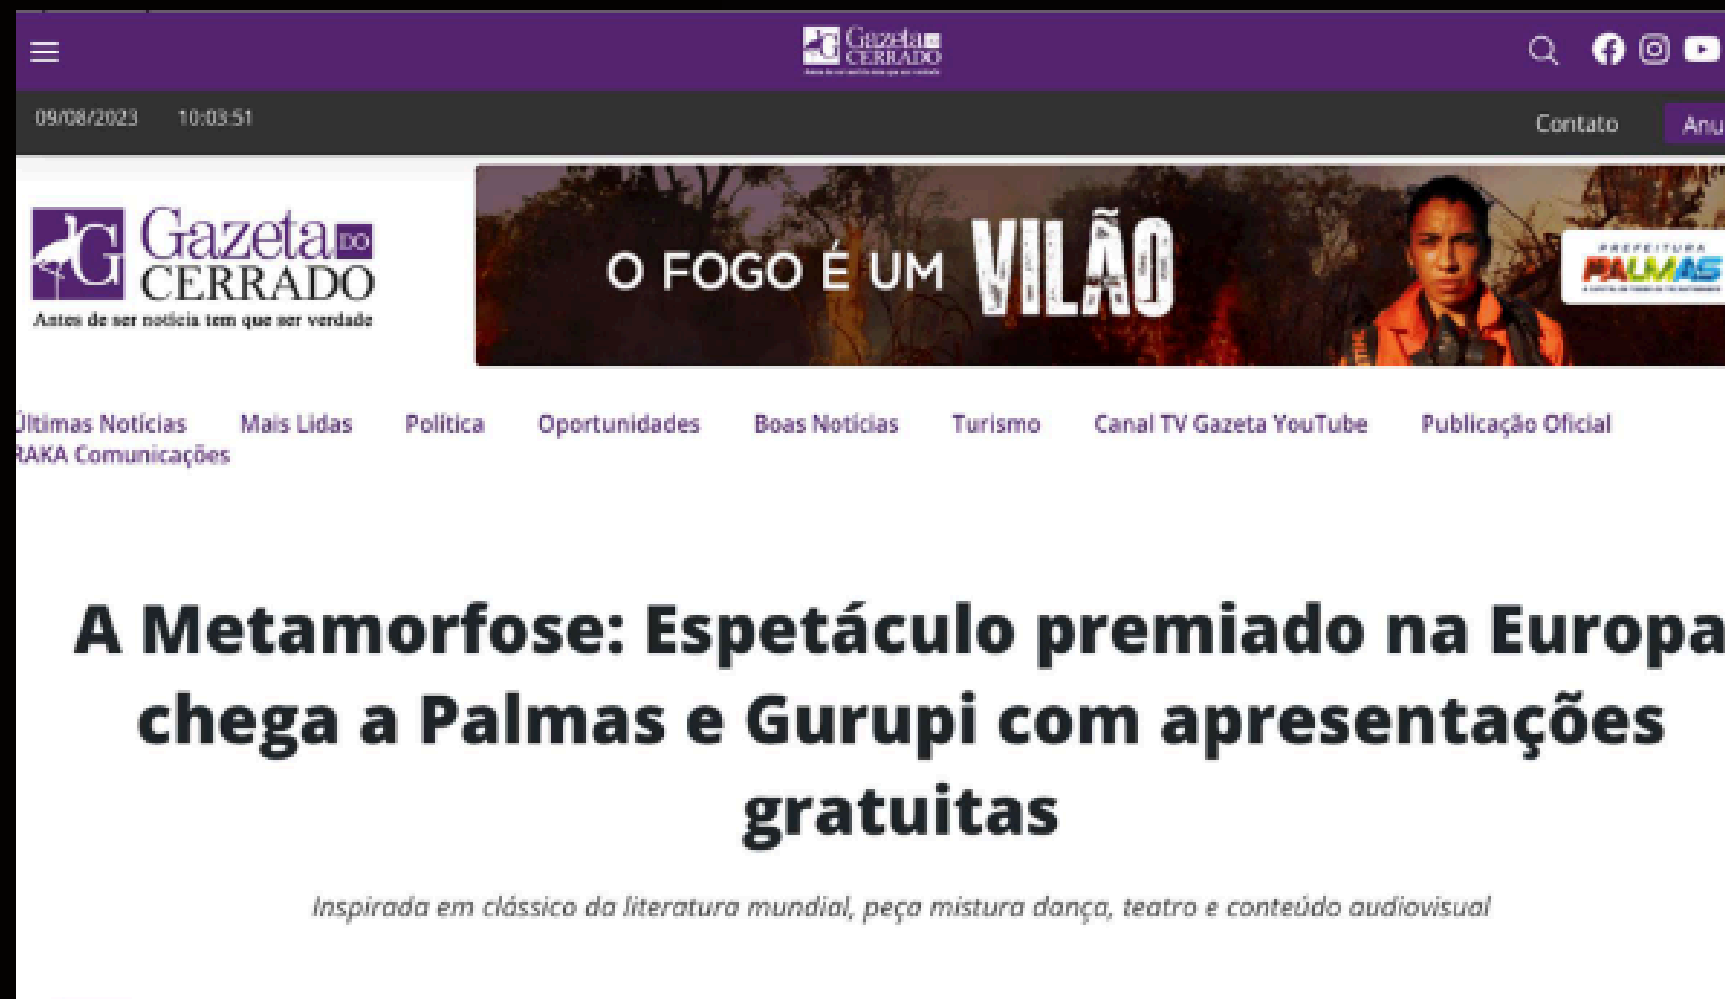 Gazeta DO
CERRADO
09/08/2023 10:03:51
Contato
Anu
Gazeta DO
CERRADO
Antes de ser notícia tem que ser verdade
O FOGO É UM VILÃO
PREFEITURA
PALMAS
Últimas Notícias Mais Lidas Política Oportunidades Boas Notícias Turismo Canal TV Gazeta YouTube Publicação Oficial
RAKA Comunicações
A Metamorfose: Espetáculo premiado na Europa
chega a Palmas e Gurupi com apresentações
gratuitas
Inspirada em clássico da literatura mundial, peça mistura dança, teatro e conteúdo audiovisual